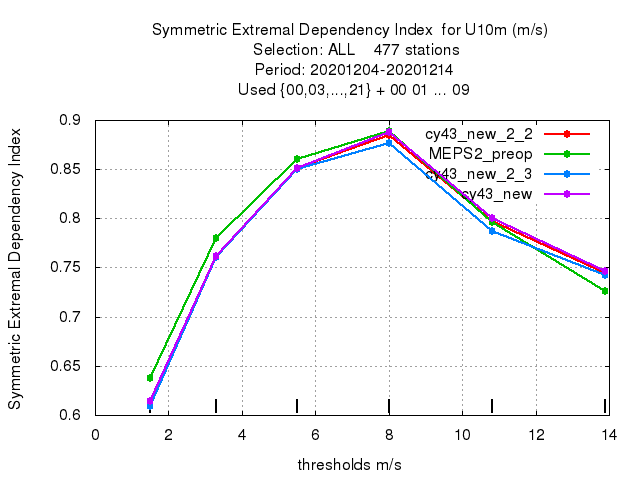 Symmetric Extremal Dependency Index  for U10m (m/s)
Selection: ALL    477 stations
Period: 20201204-20201214
Used {00,03,...,21} + 00 01 ... 09
Symmetric Extremal Dependency Index
0.9
0.85
0.8
0.75
0.7
0.65
0.6
cy43_new_2_2
MEPS2_preop
cy43_new_2_3
cy43_new
0 2 4 6 8 10 12 14
thresholds m/s